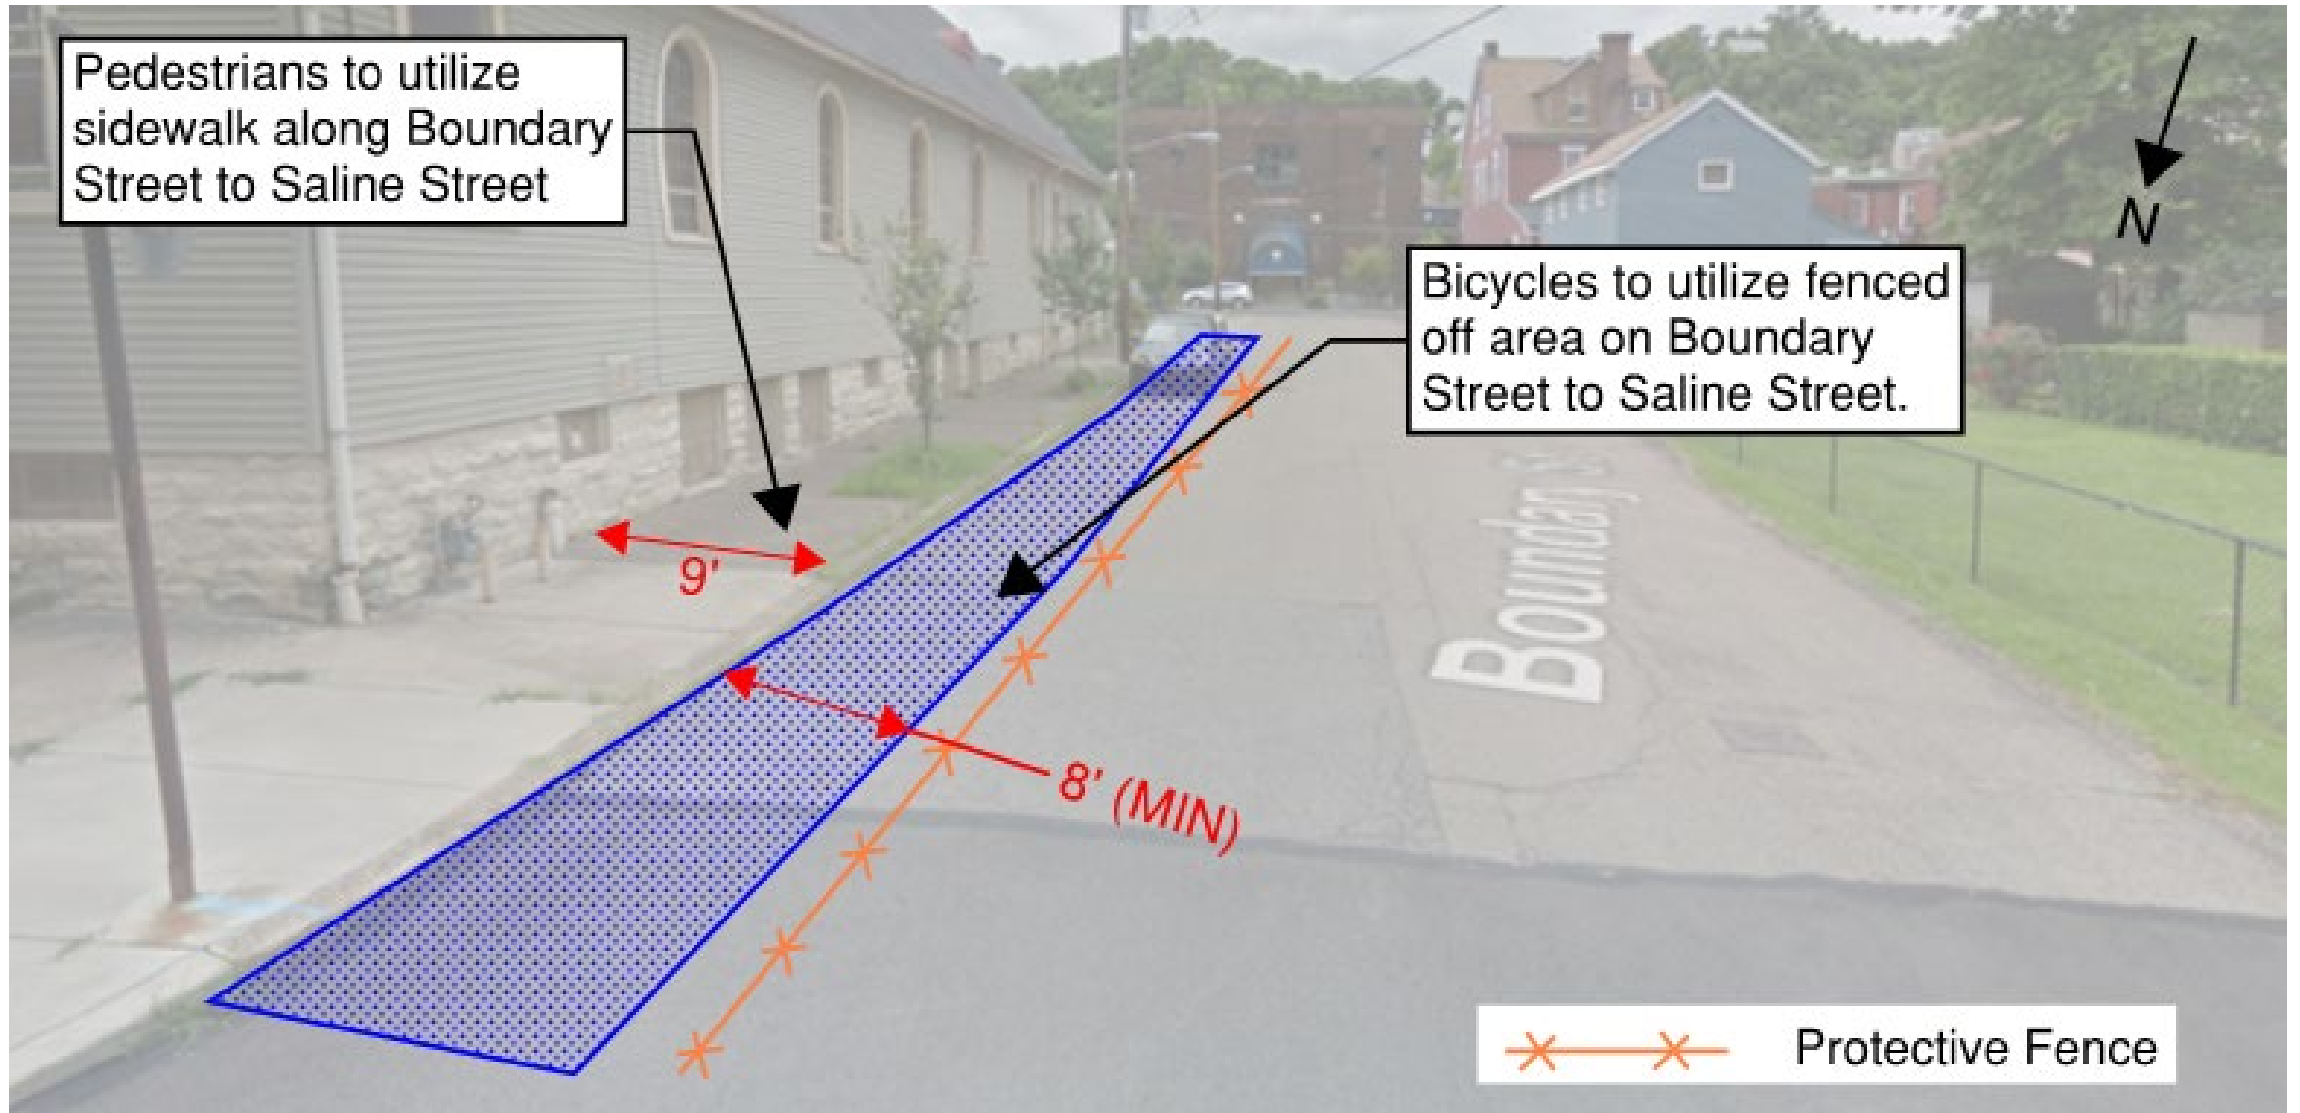 Pedestrians to utilize
sidewalk along Boundary
Street to Saline Street
N
Bicycles to utilize fenced
off area on Boundary
Street to Saline Street.
9'
8' (MIN)
Boundary St
Protective Fence